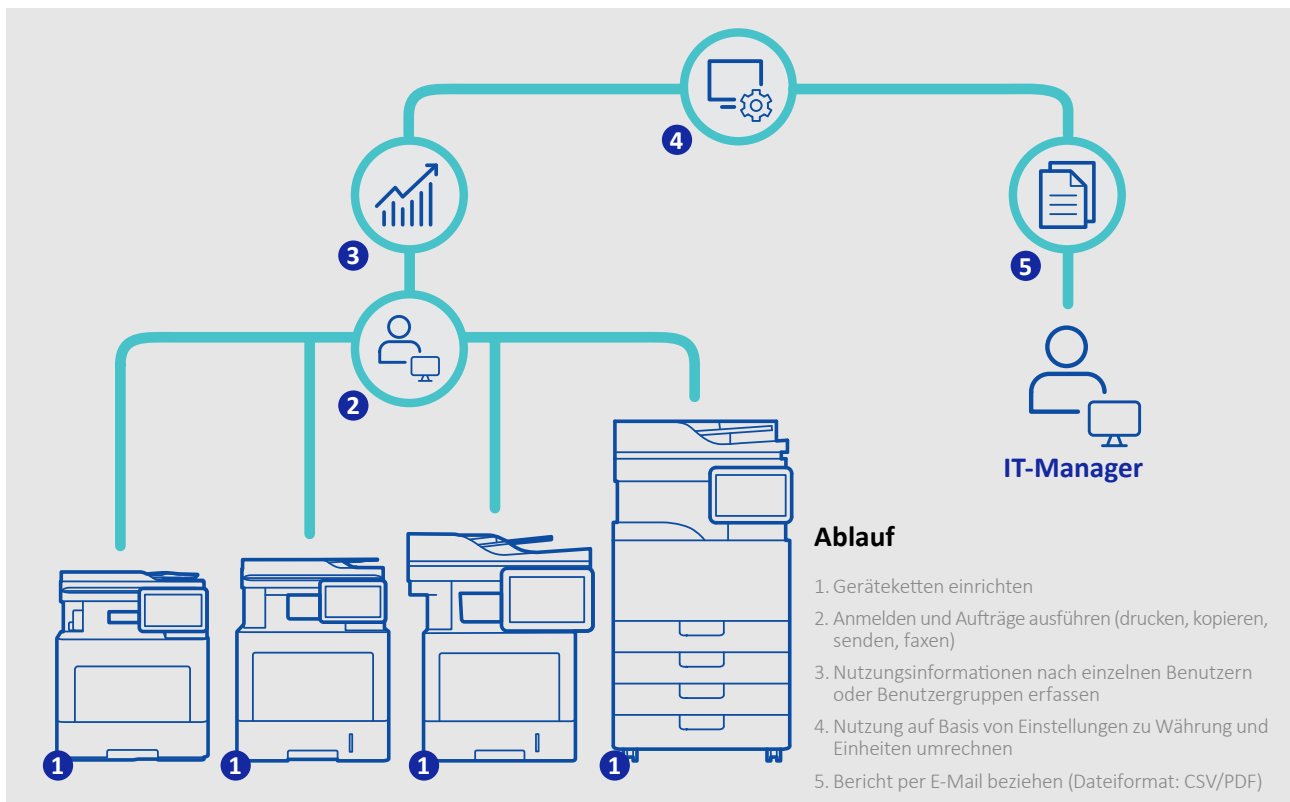 4
3
5
2
IT-Manager
Ablauf
1. Geräteketten einrichten
2. Anmelden und Aufträge ausführen (drucken, kopieren,
senden, faxen)
3. Nutzungsinformationen nach einzelnen Benutzern
oder Benutzergruppen erfassen
4. Nutzung auf Basis von Einstellungen zu Währung und
Einheiten umrechnen
5. Bericht per E-Mail beziehen (Dateiformat: CSV/PDF)
1
1
1
1